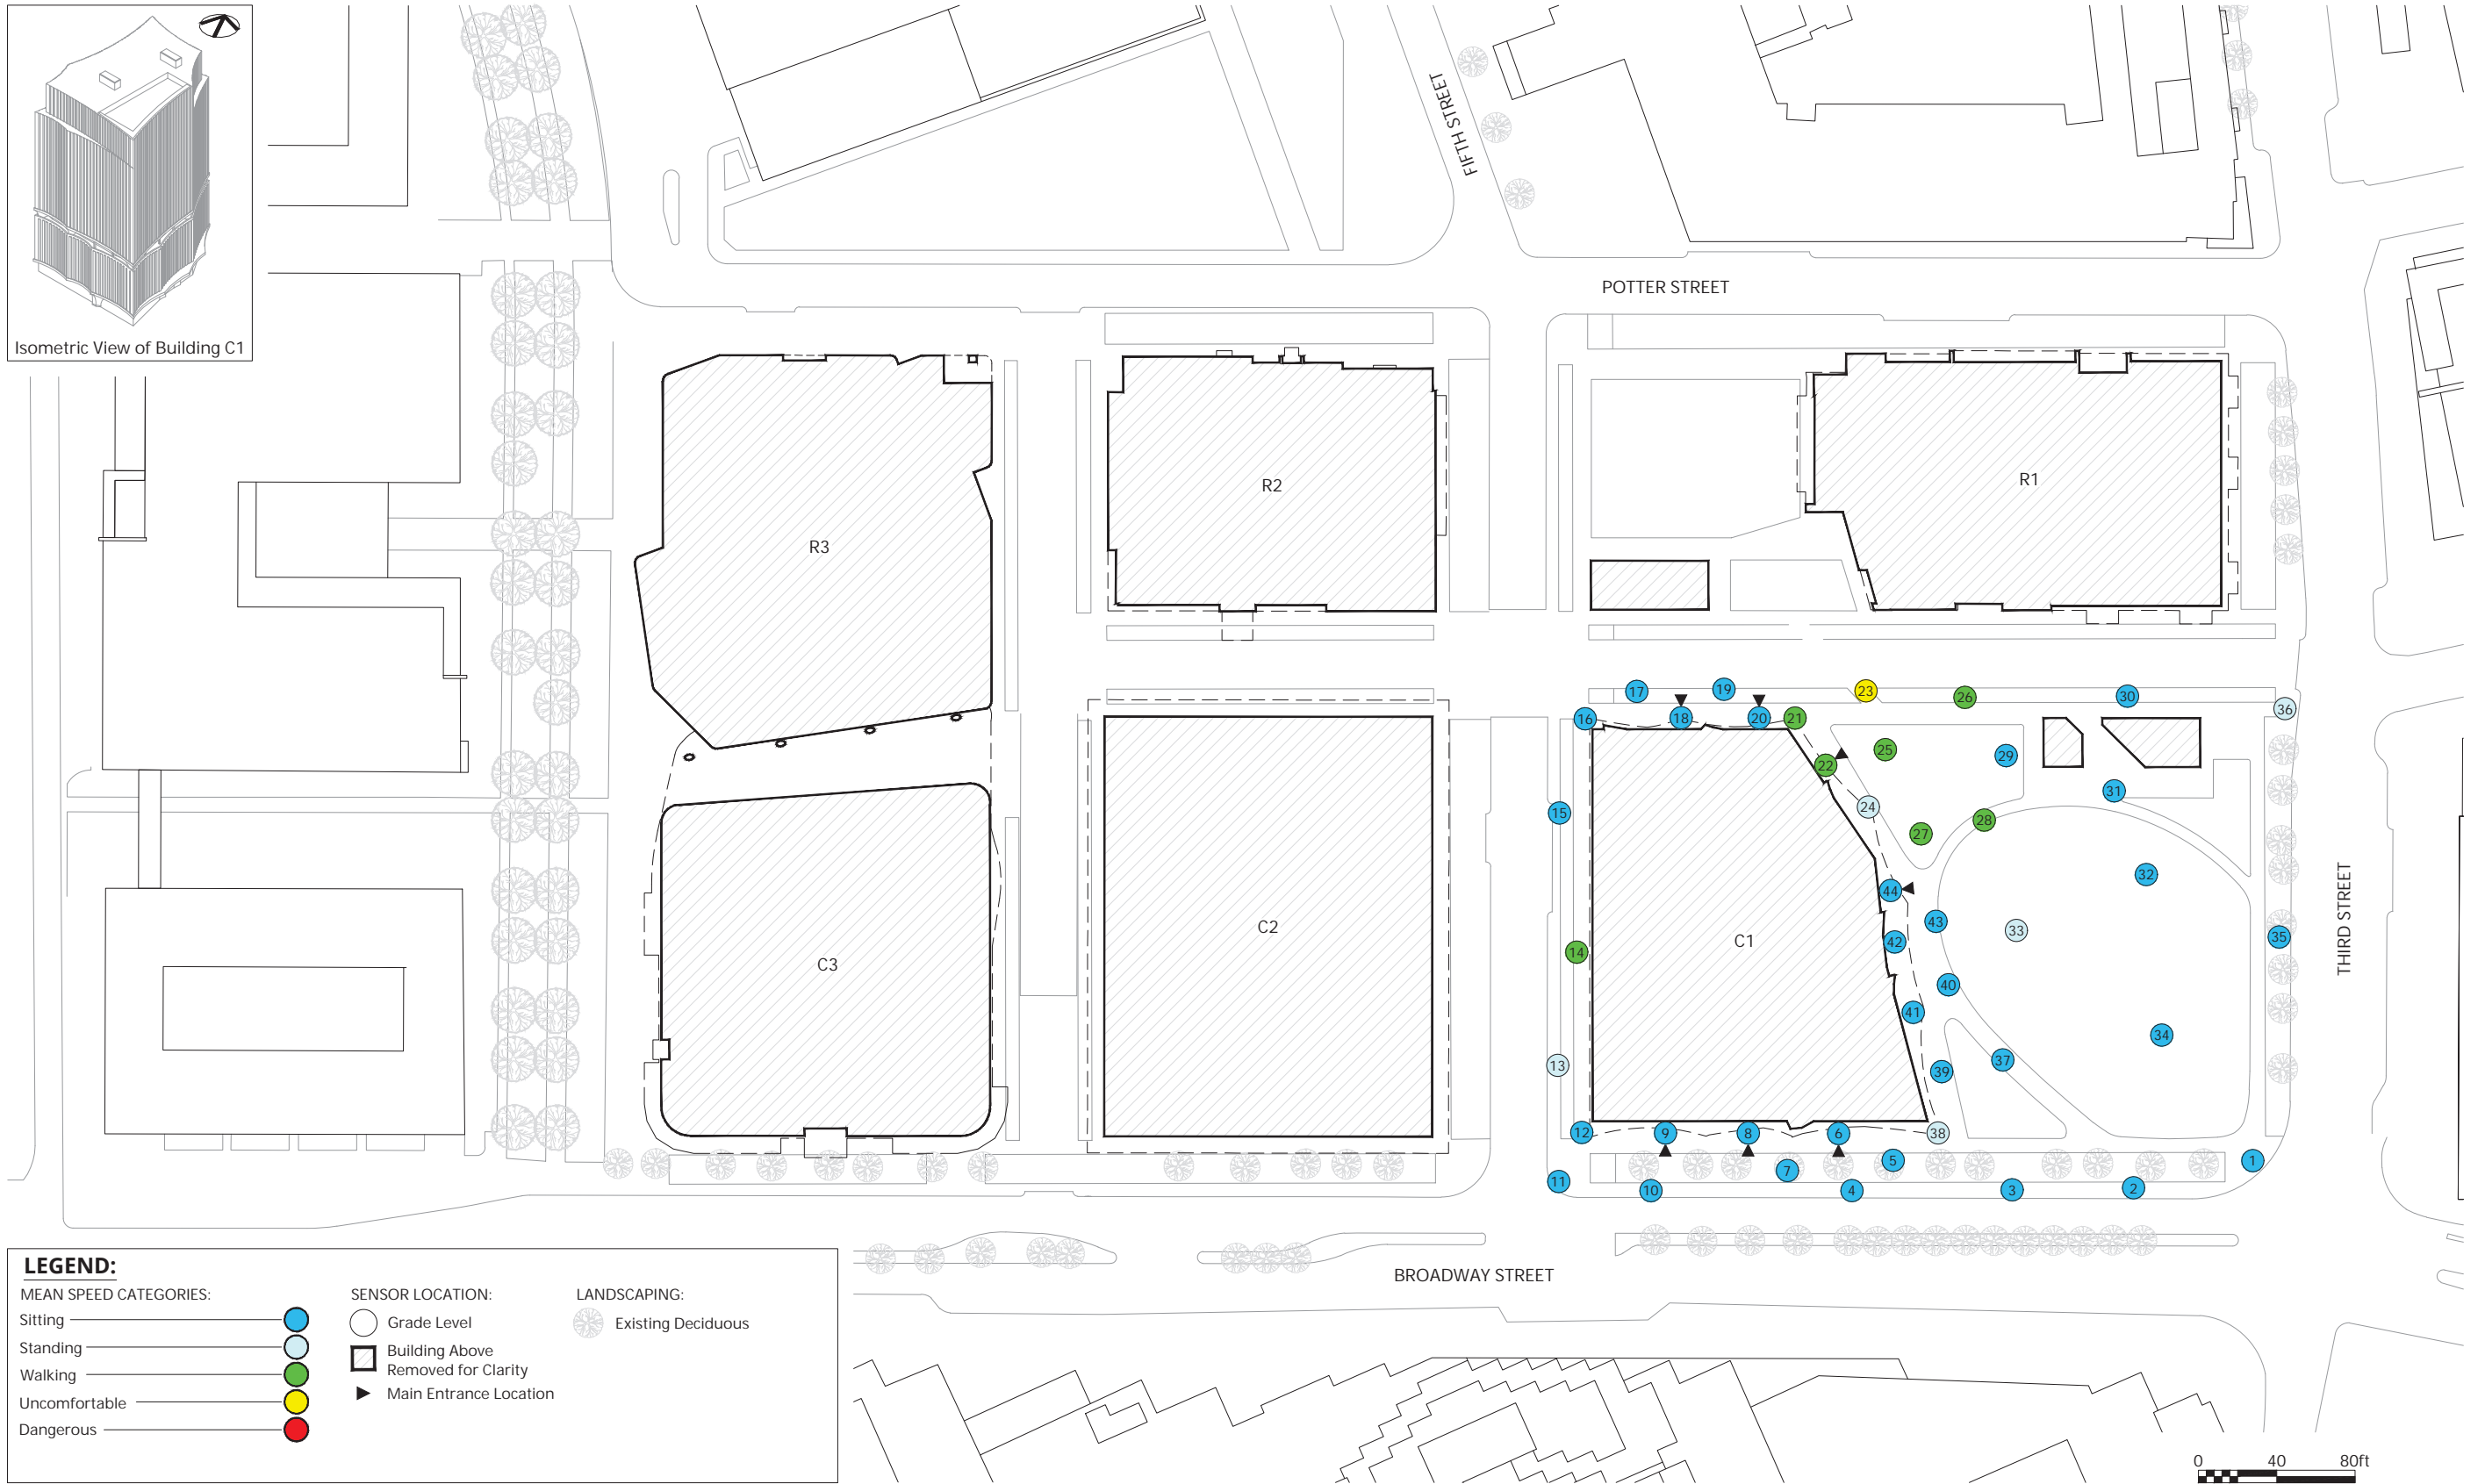 Isometric View of Building C1
FIFTH STREET
POTTER STREET
R3
R2
R1
17
19
23
26
30
36
16
18
20
21
25
29
22
31
15
24
27
28
32
44
43
33
35
THIRD STREET
C3
C2
C1
14
42
40
41
34
13
39
37
12
9
8
6
38
7
5
1
11
10
4
3
2
BROADWAY STREET
LEGEND:
MEAN SPEED CATEGORIES:
Sitting
Standing
Walking
Uncomfortable
Dangerous
SENSOR LOCATION:
Grade Level
Building Above
Removed for Clarity
Main Entrance Location
LANDSCAPING:
Existing Deciduous
0 40 80ft